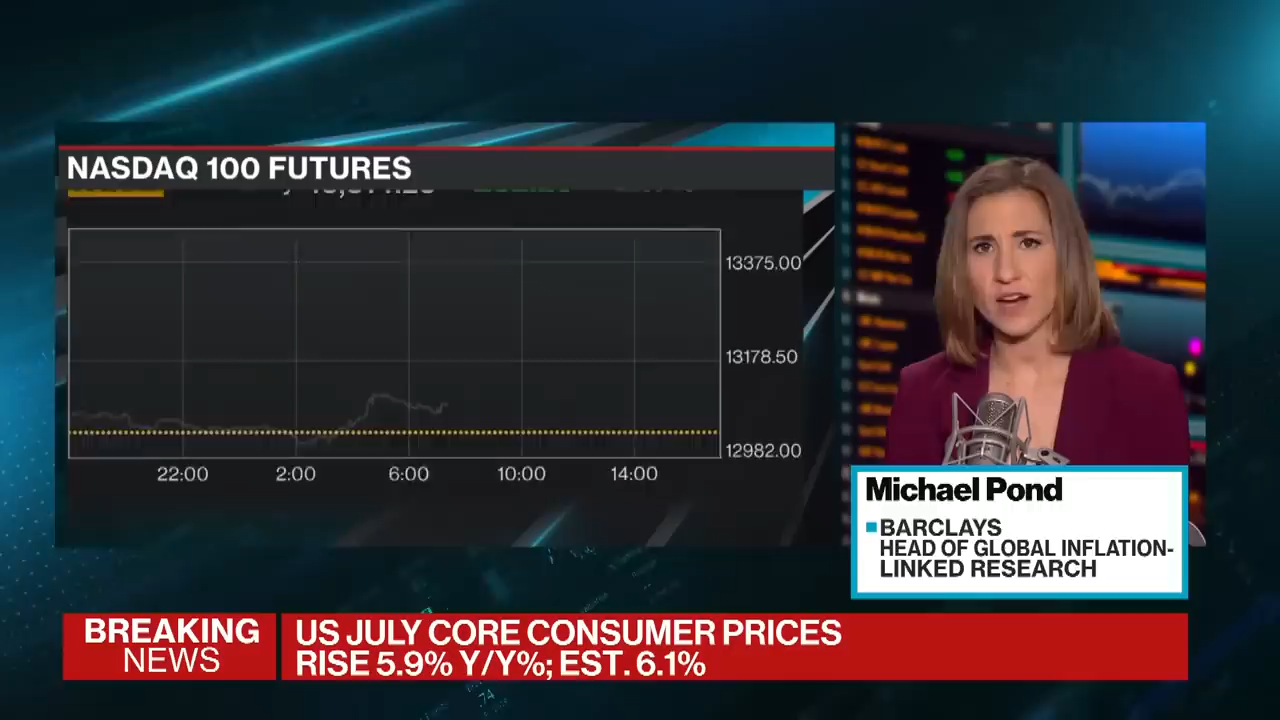 NASDAQ 100 FUTURES
13375.00
13178.50
12982.00
22:00
2:00
6:00
10:00
14:00
Michael Pond
BARCLAYS
HEAD OF GLOBAL INFLATION-
LINKED RESEARCH
BREAKING
NEWS
US JULY CORE CONSUMER PRICES
RISE 5.9% Y/Y%; EST. 6.1%
74